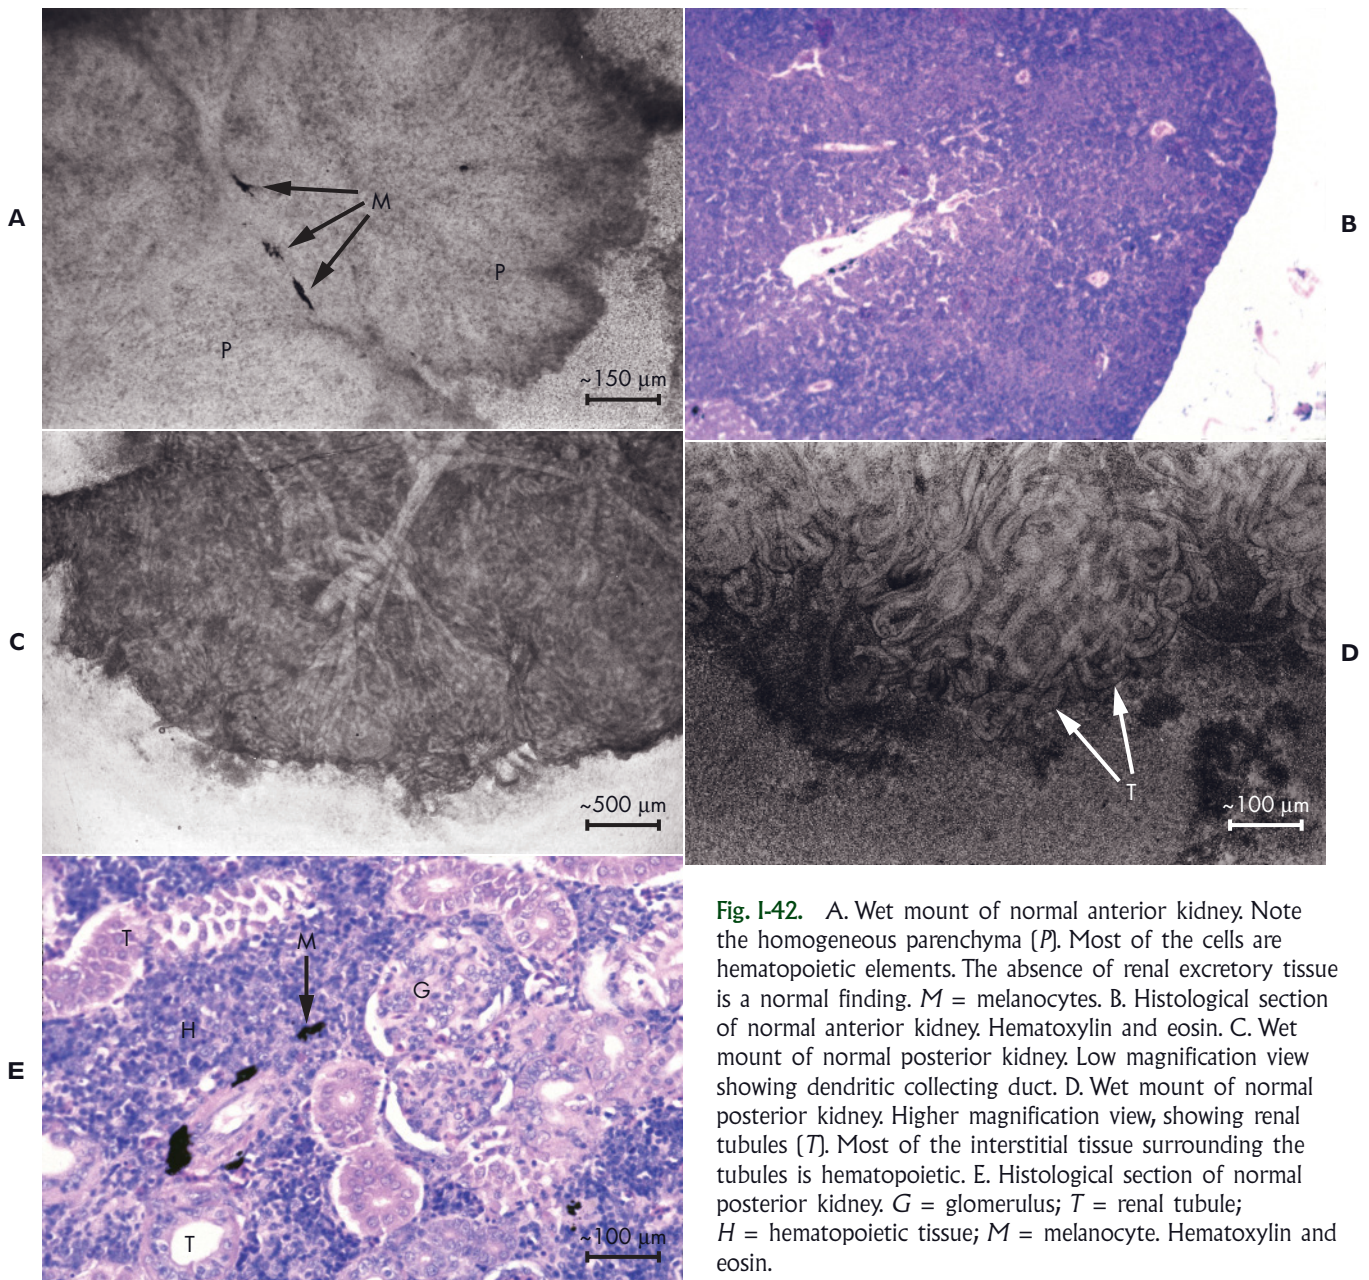 A
M
P
P
~150 µm
B
C
~500 µm
D
T
~100 µm
E
T
M
G
H
T
~100 µm
Fig. I-42. A. Wet mount of normal anterior kidney. Note
the homogeneous parenchyma (P). Most of the cells are
hematopoietic elements. The absence of renal excretory tissue
is a normal finding. M = melanocytes. B. Histological section
of normal anterior kidney. Hematoxylin and eosin. C. Wet
mount of normal posterior kidney. Low magnification view
showing dendritic collecting duct. D. Wet mount of normal
posterior kidney. Higher magnification view, showing renal
tubules (T). Most of the interstitial tissue surrounding the
tubules is hematopoietic. E. Histological section of normal
posterior kidney. G = glomerulus; T = renal tubule;
H = hematopoietic tissue; M = melanocyte. Hematoxylin and
eosin.